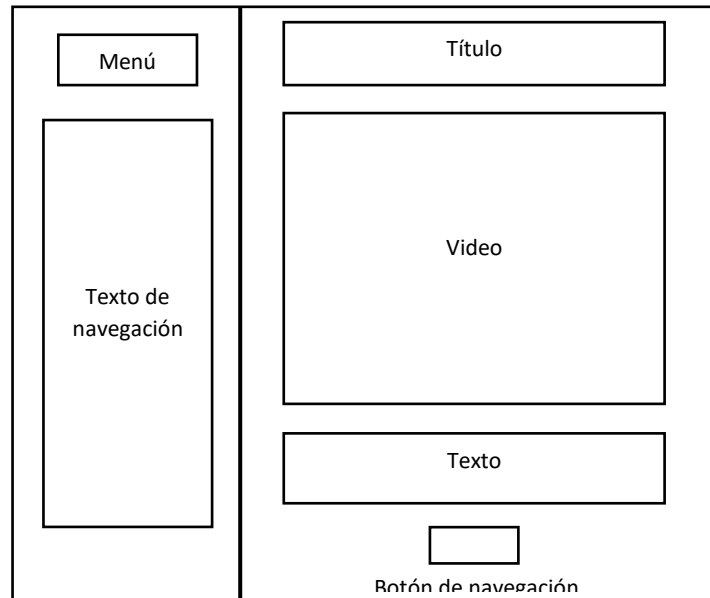 Menú
Texto de
navegación
Título
Video
Texto
Botón de navegación